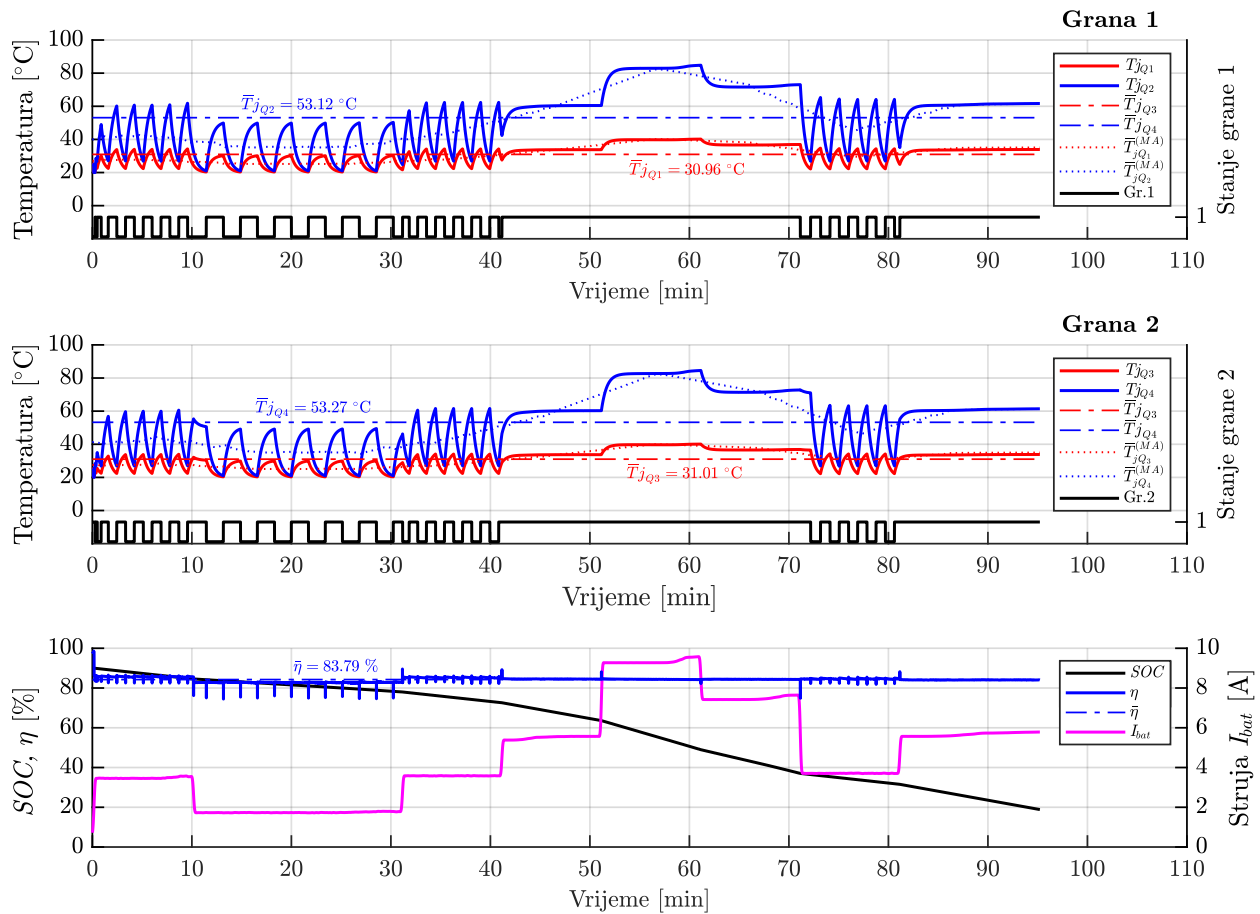 Grana 1
Temperatura [°C]
100
80
60
40
20
0
T̅j_Q2 = 53.12 °C
T̅j_Q1 = 30.96 °C
Tj_Q1
Tj_Q2
T̅j_Q3
T̅j_Q4
T̅_jQ1^(MA)
T̅_jQ2^(MA)
Gr.1
1
Stanje grane 1
0 10 20 30 40 50 60 70 80 90 100 110
Vrijeme [min]
Grana 2
Temperatura [°C]
100
80
60
40
20
0
T̅j_Q4 = 53.27 °C
T̅j_Q3 = 31.01 °C
Tj_Q3
Tj_Q4
T̅j_Q3
T̅j_Q4
T̅_jQ3^(MA)
T̅_jQ4^(MA)
Gr.2
1
Stanje grane 2
0 10 20 30 40 50 60 70 80 90 100 110
Vrijeme [min]
SOC, η [%]
100
80
60
40
20
0
η̄ = 83.79 %
SOC
η
η̄
I_bat
10
8
6
4
2
0
Struja I_bat [A]
0 10 20 30 40 50 60 70 80 90 100 110
Vrijeme [min]